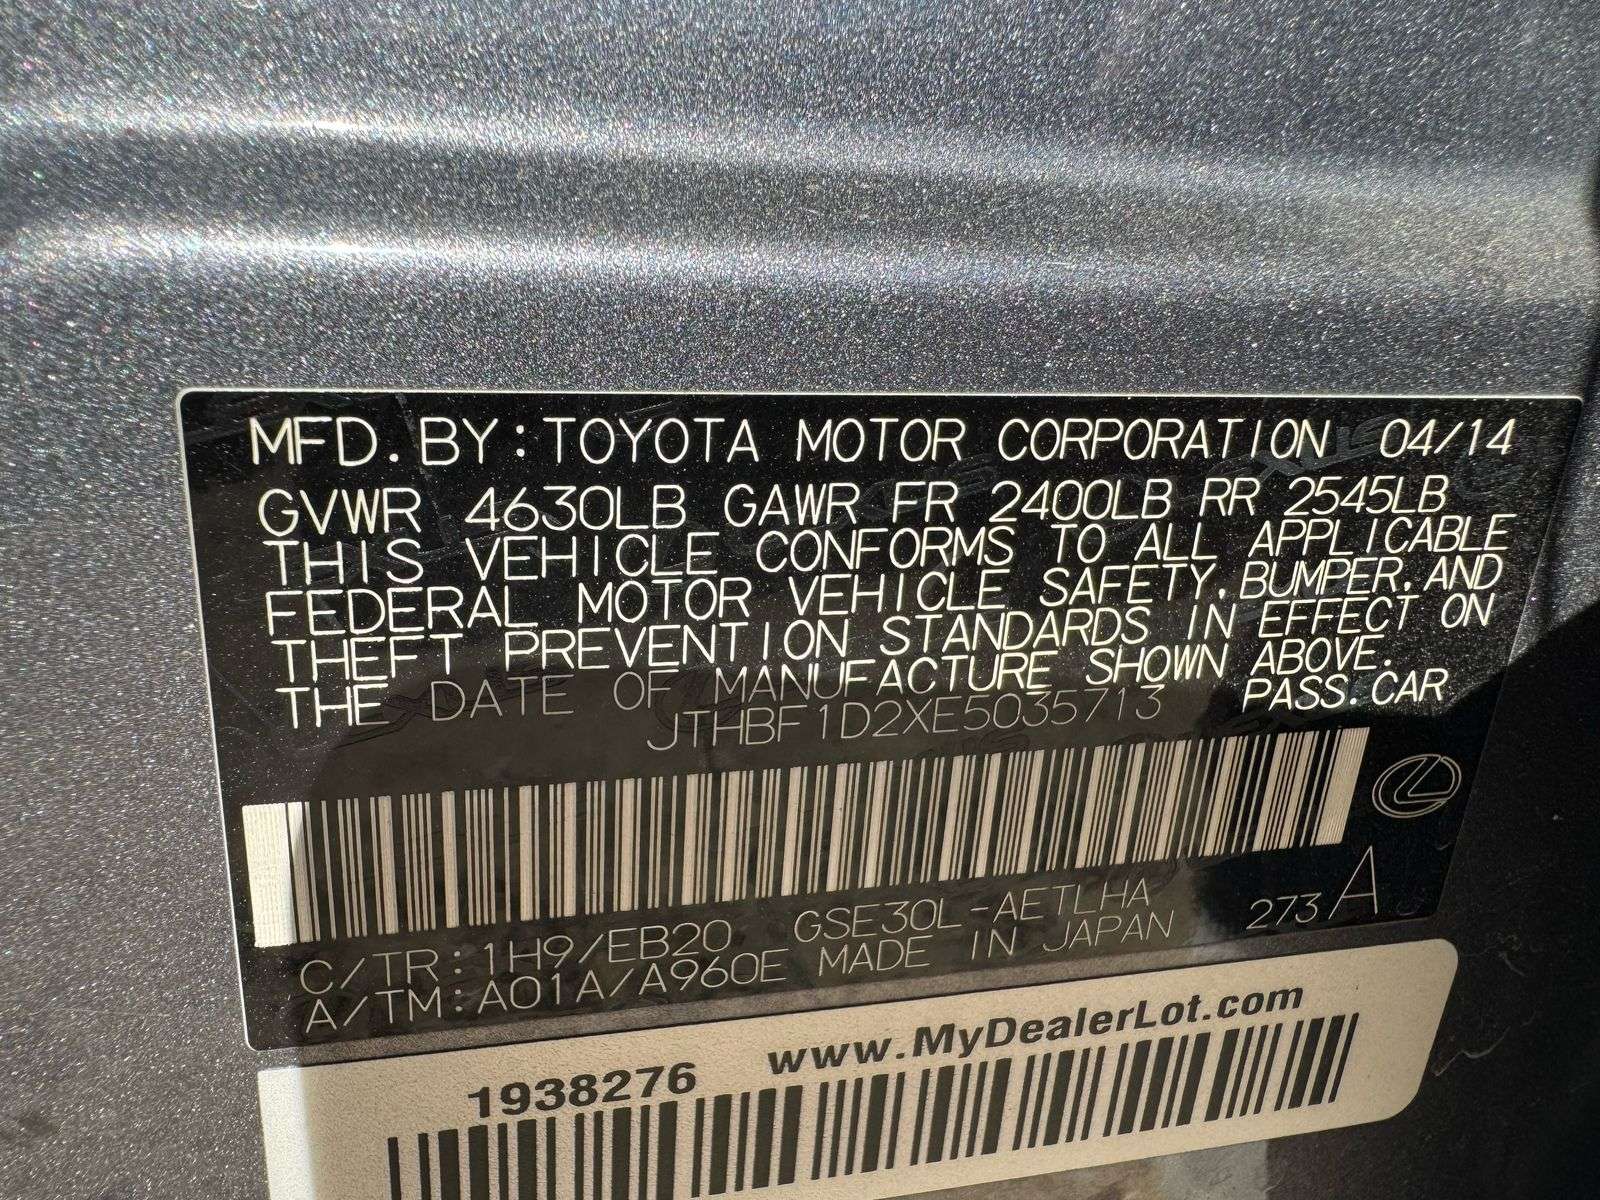 MFD. BY: TOYOTA MOTOR CORPORATION 04/14
GVWR 4630LB GAWR FR 2400LB RR 2545LB
THIS VEHICLE CONFORMS TO ALL APPLICABLE
FEDERAL MOTOR VEHICLE SAFETY, BUMPER, AND
THEFT PREVENTION STANDARDS IN EFFECT ON
THE DATE OF MANUFACTURE SHOWN ABOVE.
JTHBF1D2XE5035713 PASS. CAR
C/TR: 1H9/EB20 GSE30L-AETLHA 273 A
A/TM: A01A/A960E MADE IN JAPAN
1938276 www.MyDealerLot.com